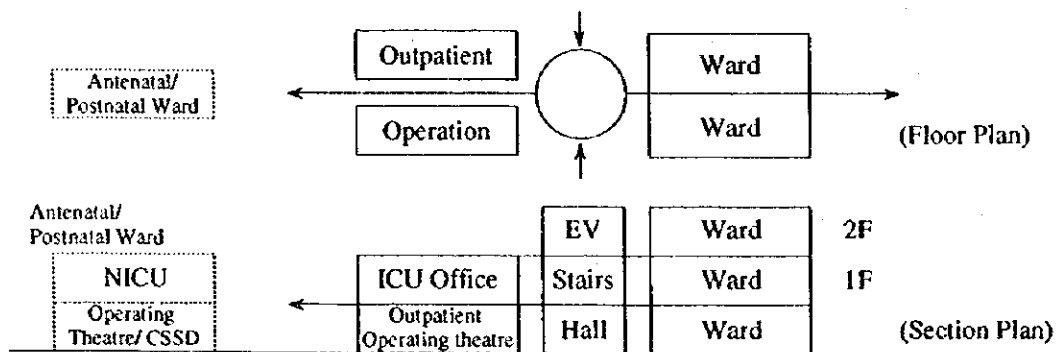 Outpatient
Ward
Antenatal/
Postnatal Ward
Operation
Ward
(Floor Plan)
Antenatal/
Postnatal Ward
EV
Ward
2F
NICU
ICU Office
Stairs
Ward
1F
Operating
Theatre/ CSSD
Outpatient
Operating theatre
Hall
Ward
(Section Plan)